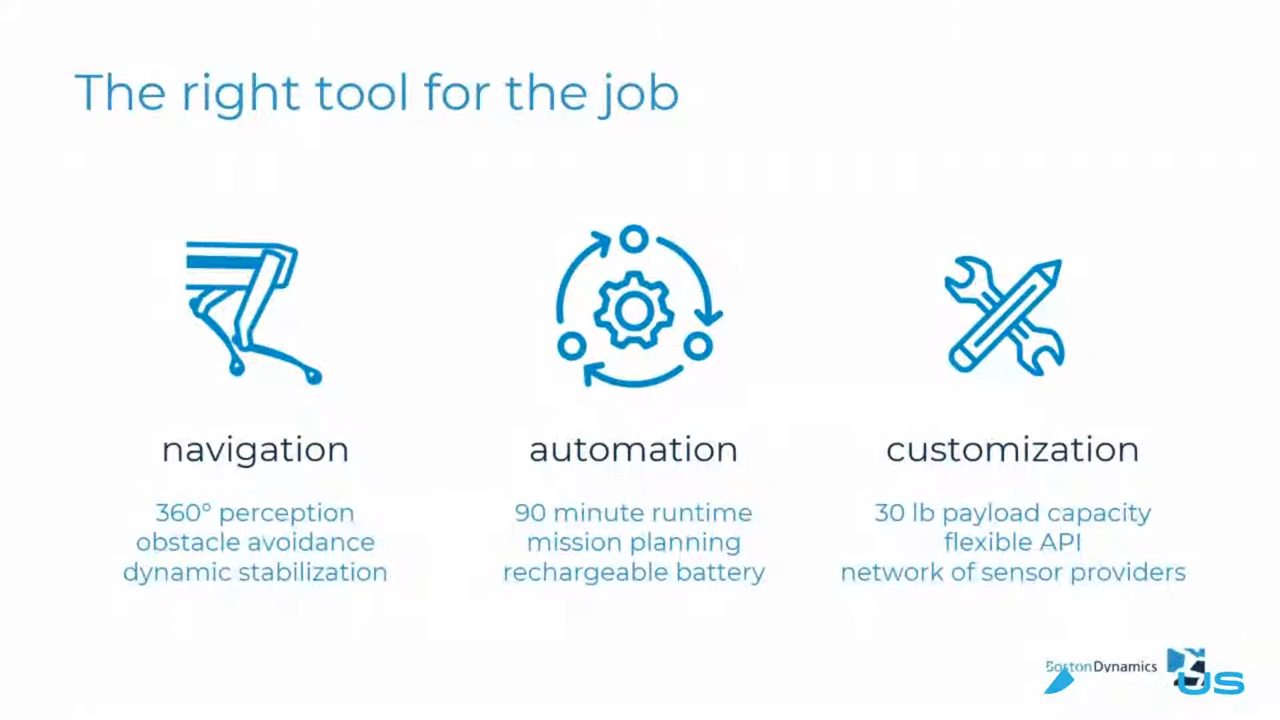 The right tool for the job
navigation
360° perception
obstacle avoidance
dynamic stabilization
automation
90 minute runtime
mission planning
rechargeable battery
customization
30 lb payload capacity
flexible API
network of sensor providers
BostonDynamics
US